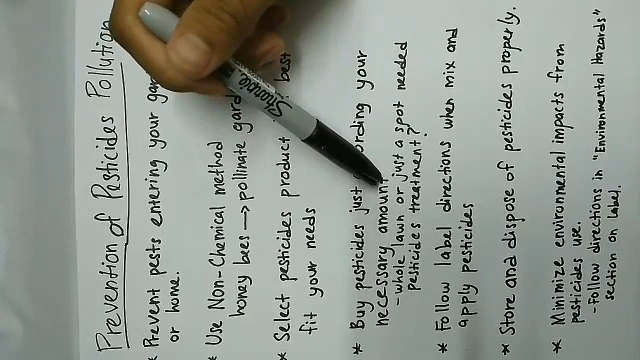 Prevention of Pesticides Pollution
* Prevent pests entering your
or home.
* Use Non-Chemical method
honey bees → pollinate
* Select pesticides product best
fit your needs
* Buy pesticides just your
necessary amount
- whole lawn or just a spot needed
pesticides treatment?
* Follow label directions when mix and
apply pesticides
* Store and dispose of pesticides properly.
* Minimize environmental impacts from
pesticides use.
- Follow directions in "Environmental Hazards"
section on label.
Sharpie